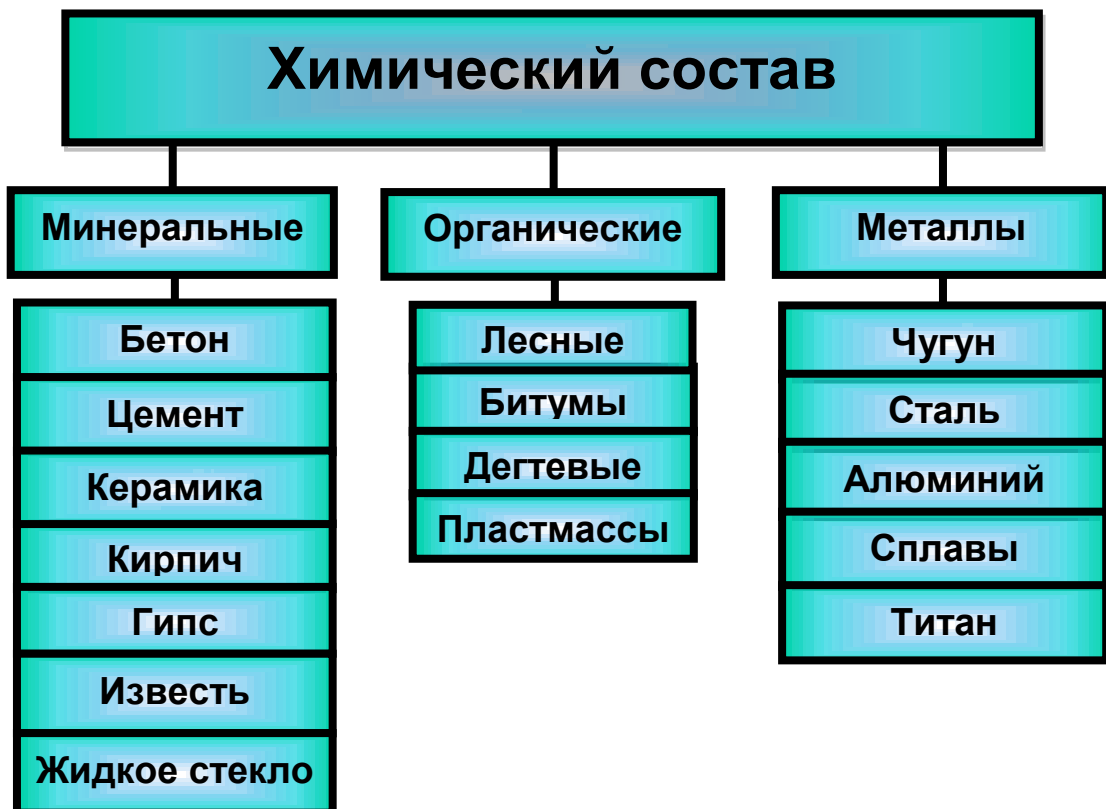 Химический состав
Минеральные
Органические
Металлы
Бетон
Цемент
Керамика
Кирпич
Гипс
Известь
Жидкое стекло
Лесные
Битумы
Дегтевые
Пластмассы
Чугун
Сталь
Алюминий
Сплавы
Титан